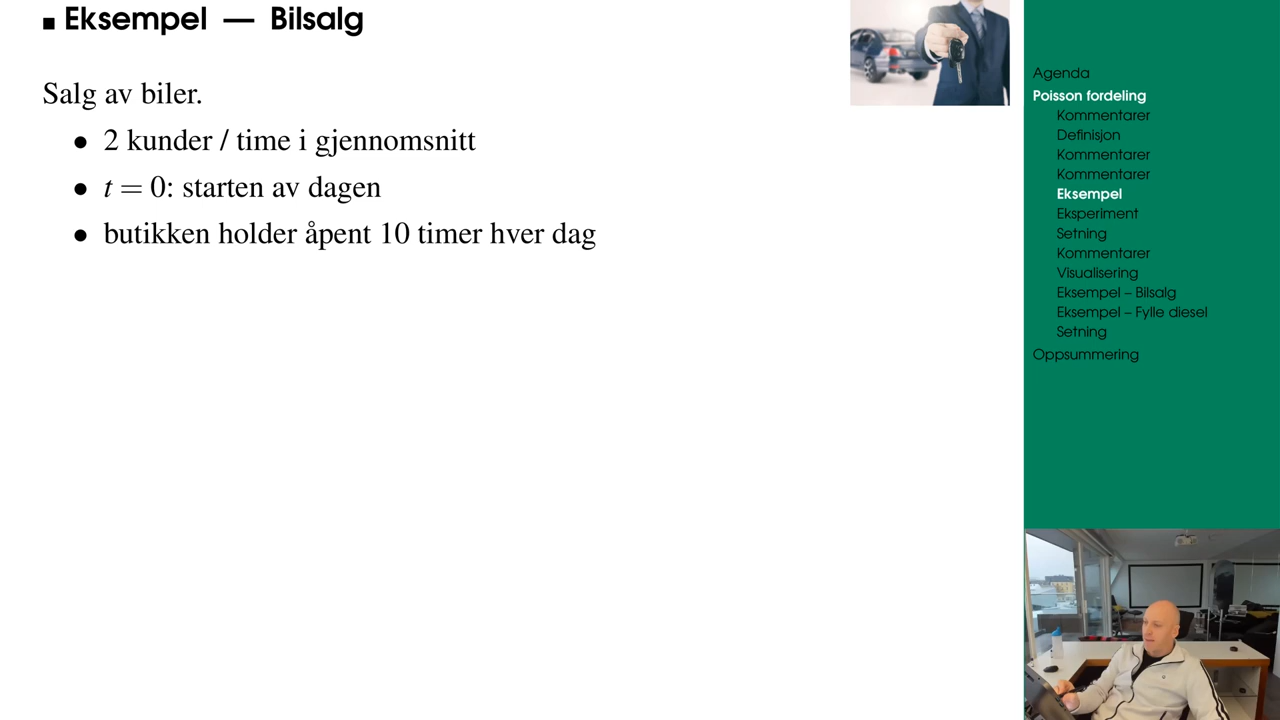 Eksempel — Bilsalg
Salg av biler.
• 2 kunder / time i gjennomsnitt
• t = 0: starten av dagen
• butikken holder åpent 10 timer hver dag
Agenda
Poisson fordeling
Kommentarer
Definisjon
Kommentarer
Kommentarer
Eksempel
Eksperiment
Setning
Kommentarer
Visualisering
Eksempel – Bilsalg
Eksempel – Fylle diesel
Setning
Oppsummering